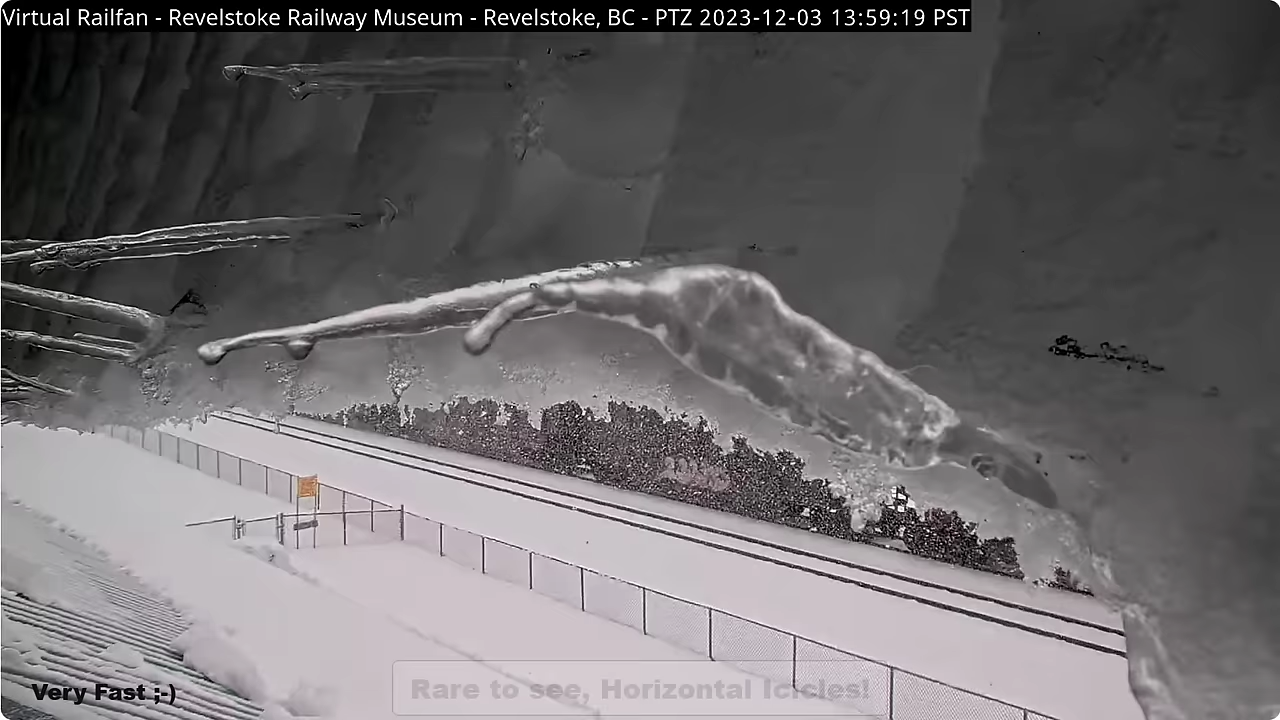 Virtual Railfan - Revelstoke Railway Museum - Revelstoke, BC - PTZ 2023-12-03 13:59:19 PST
Very Fast ;-)
Rare to see, Horizontal Icicles!